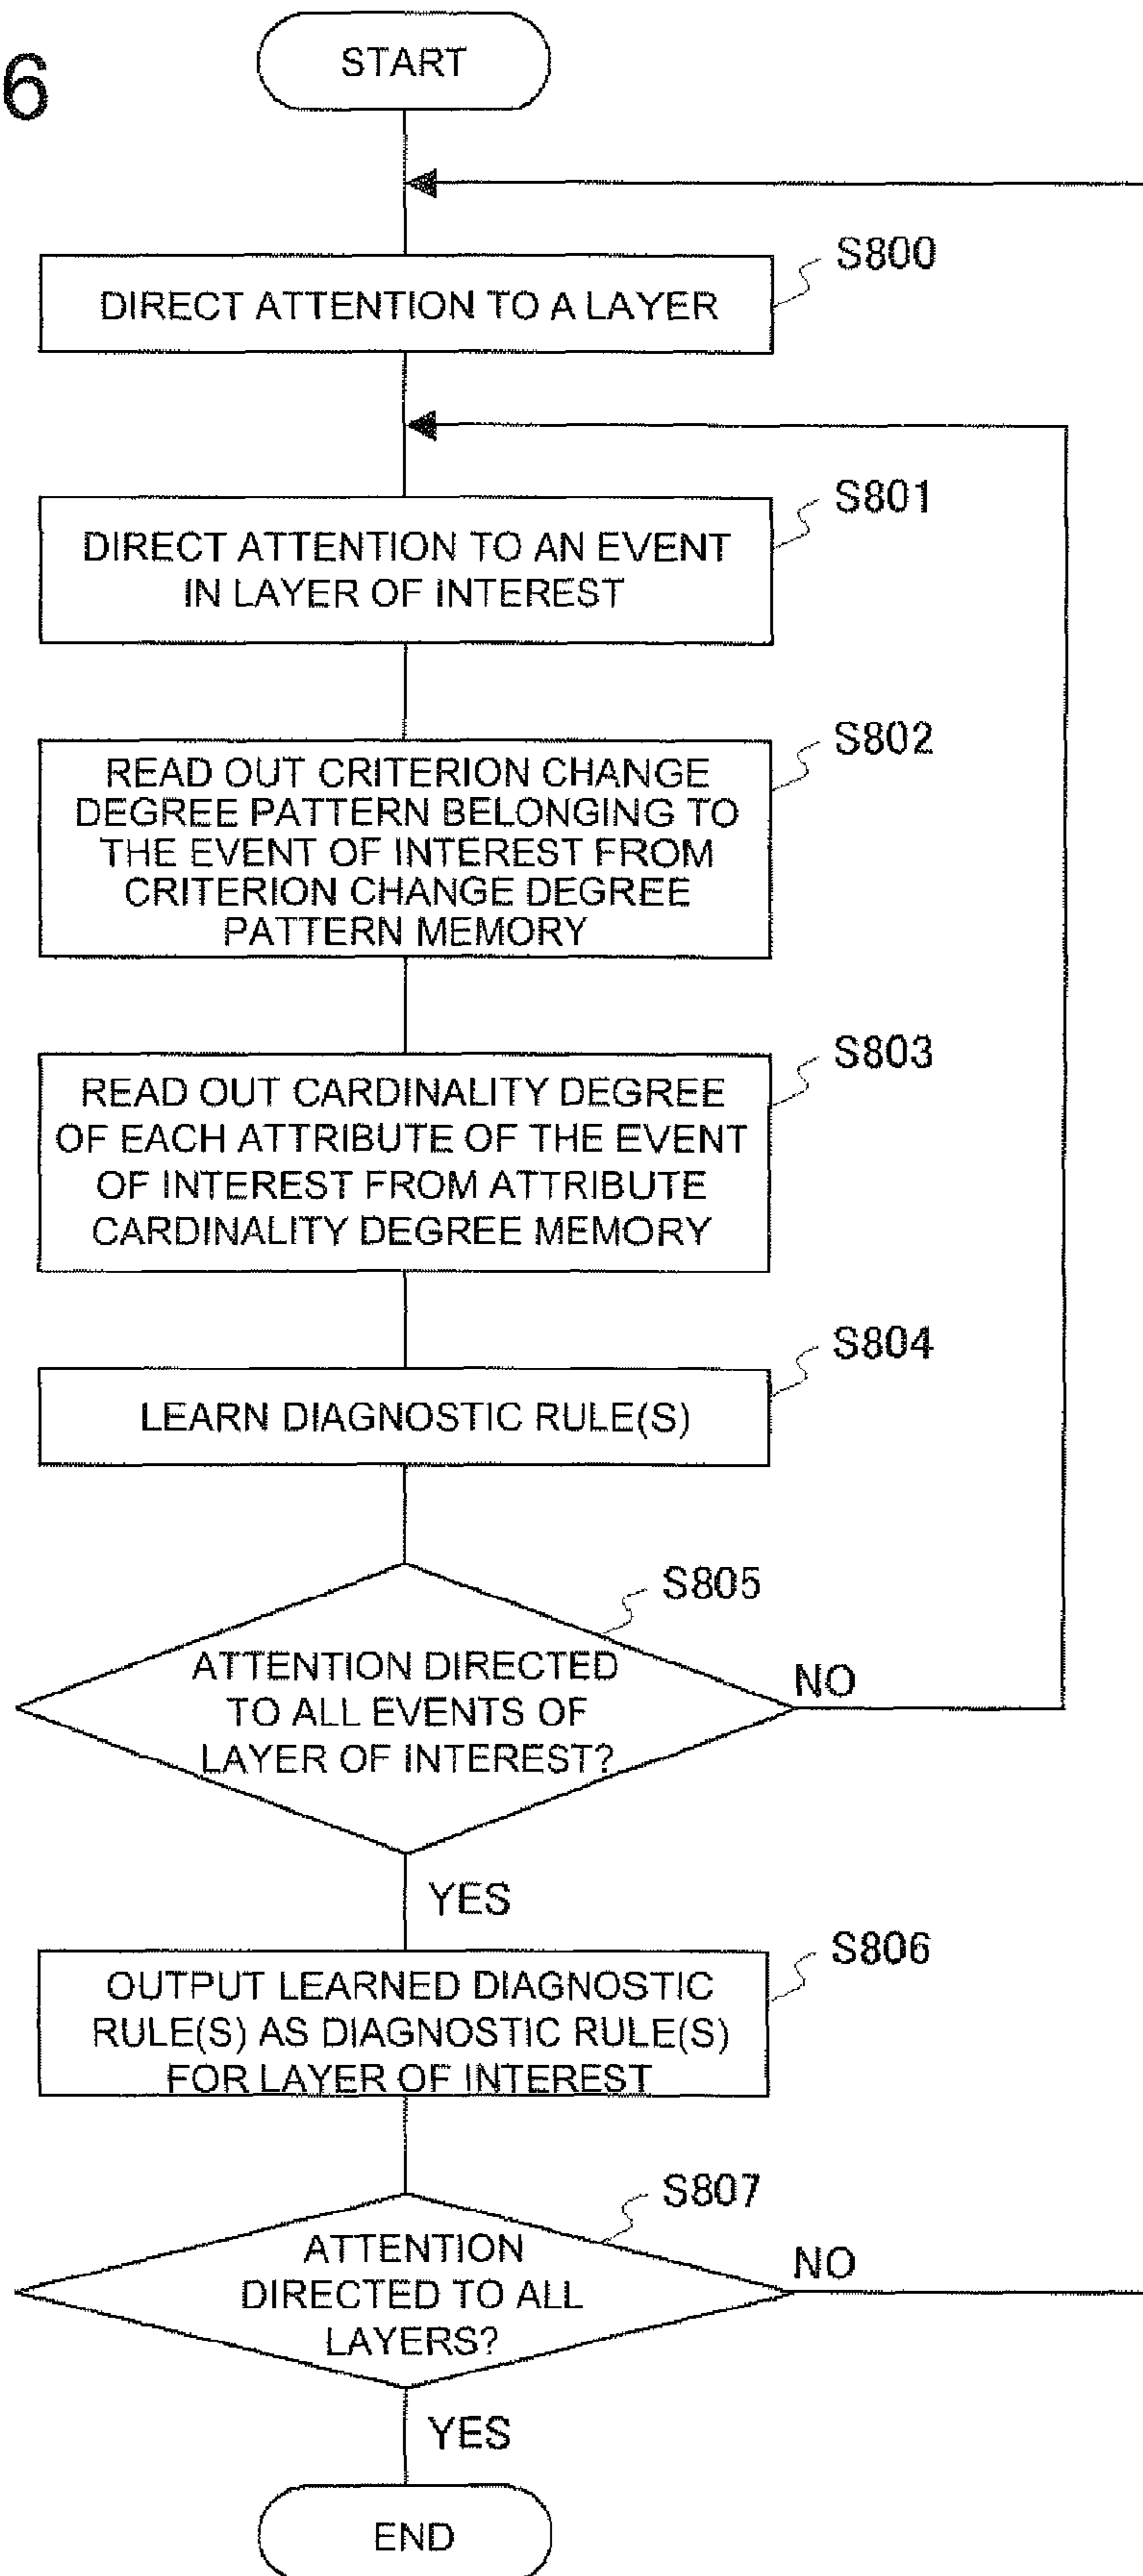 6
START
S800
DIRECT ATTENTION TO A LAYER
S801
DIRECT ATTENTION TO AN EVENT
IN LAYER OF INTEREST
S802
READ OUT CRITERION CHANGE
DEGREE PATTERN BELONGING TO
THE EVENT OF INTEREST FROM
CRITERION CHANGE DEGREE
PATTERN MEMORY
S803
READ OUT CARDINALITY DEGREE
OF EACH ATTRIBUTE OF THE EVENT
OF INTEREST FROM ATTRIBUTE
CARDINALITY DEGREE MEMORY
S804
LEARN DIAGNOSTIC RULE(S)
S805
ATTENTION DIRECTED
TO ALL EVENTS OF
LAYER OF INTEREST?
NO
YES
S806
OUTPUT LEARNED DIAGNOSTIC
RULE(S) AS DIAGNOSTIC RULE(S)
FOR LAYER OF INTEREST
S807
ATTENTION
DIRECTED TO ALL
LAYERS?
NO
YES
END